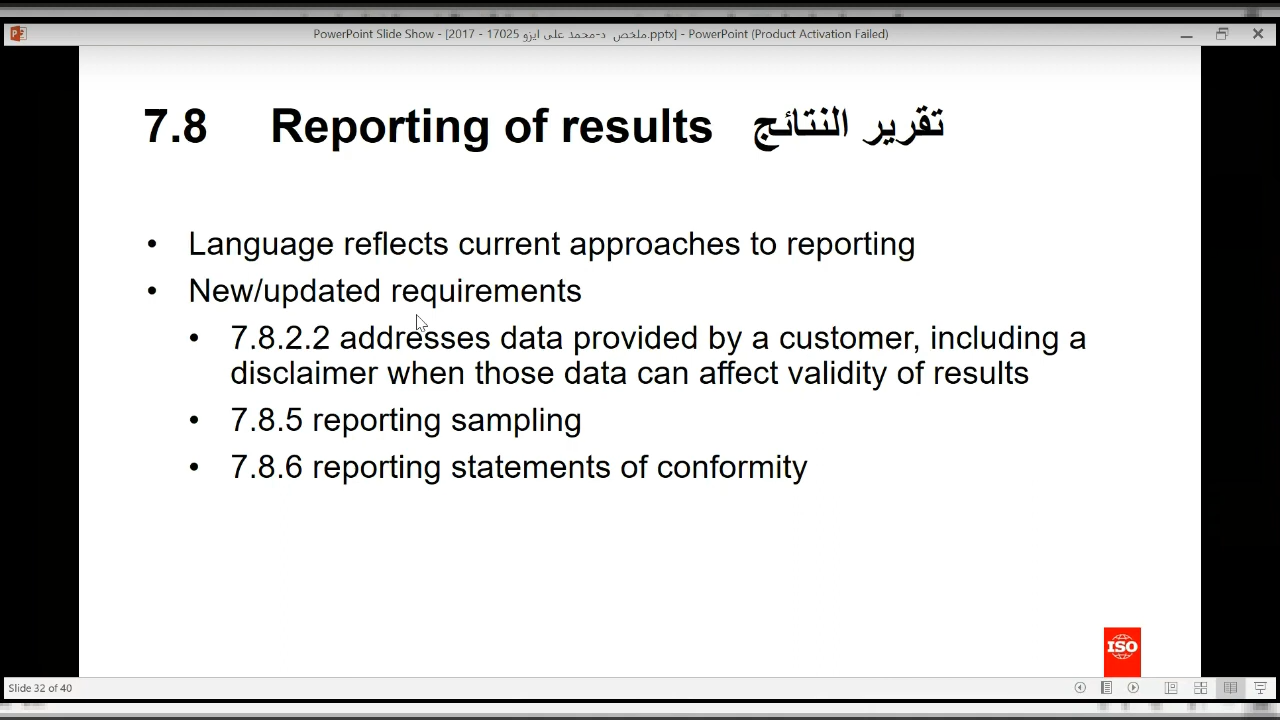 PowerPoint Slide Show - [2017 - 17025 ملخص  د-محمد على ايزو.pptx] - PowerPoint (Product Activation Failed)
7.8 Reporting of results تقرير النتائج
• Language reflects current approaches to reporting
• New/updated requirements
• 7.8.2.2 addresses data provided by a customer, including a
disclaimer when those data can affect validity of results
• 7.8.5 reporting sampling
• 7.8.6 reporting statements of conformity
ISO
Slide 32 of 40